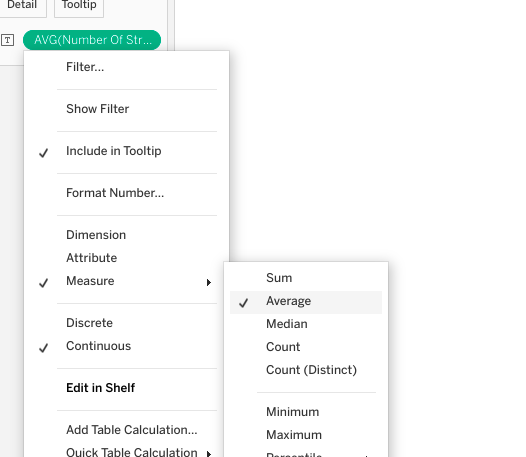 Detail Tooltip
T AVG(Number Of Str...
Filter...
Show Filter
Include in Tooltip
Format Number...
Dimension
Attribute
Measure
Discrete
Continuous
Edit in Shelf
Add Table Calculation...
Quick Table Calculation
Sum
Average
Median
Count
Count (Distinct)
Minimum
Maximum
Percentile